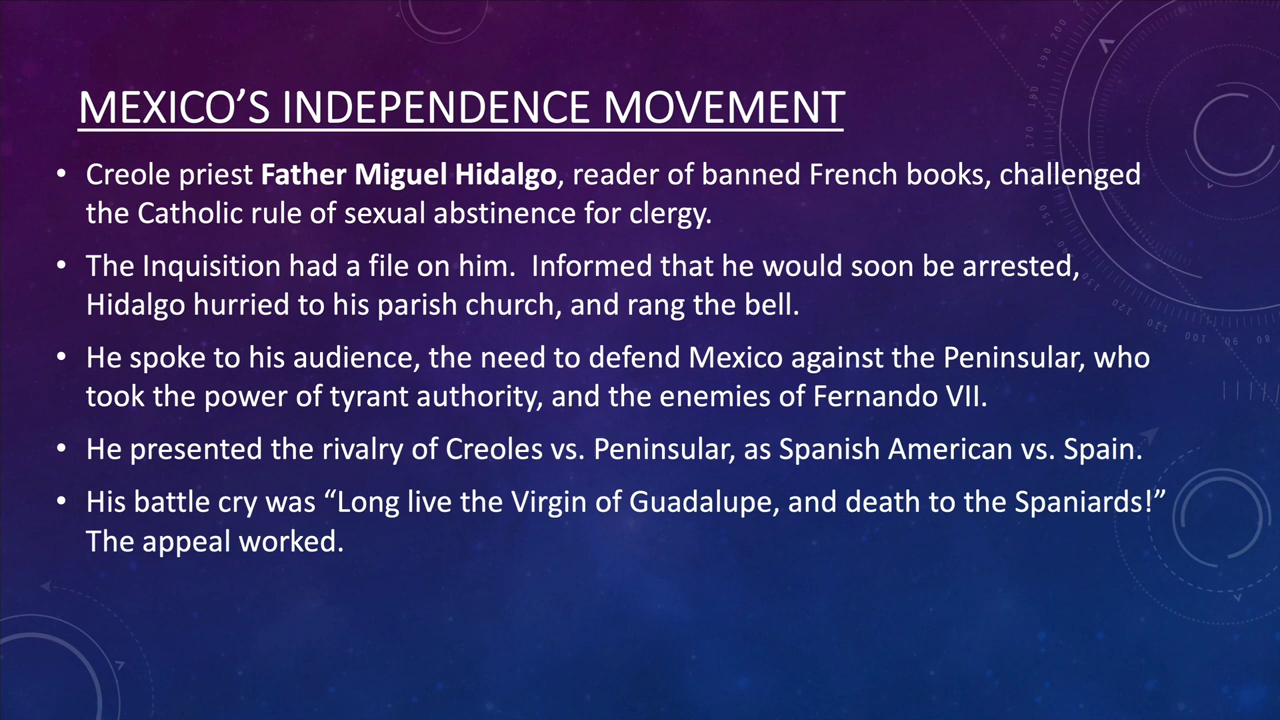 MEXICO’S INDEPENDENCE MOVEMENT
• Creole priest Father Miguel Hidalgo, reader of banned French books, challenged
the Catholic rule of sexual abstinence for clergy.
• The Inquisition had a file on him.  Informed that he would soon be arrested,
Hidalgo hurried to his parish church, and rang the bell.
• He spoke to his audience, the need to defend Mexico against the Peninsular, who
took the power of tyrant authority, and the enemies of Fernando VII.
• He presented the rivalry of Creoles vs. Peninsular, as Spanish American vs. Spain.
• His battle cry was “Long live the Virgin of Guadalupe, and death to the Spaniards!”
The appeal worked.